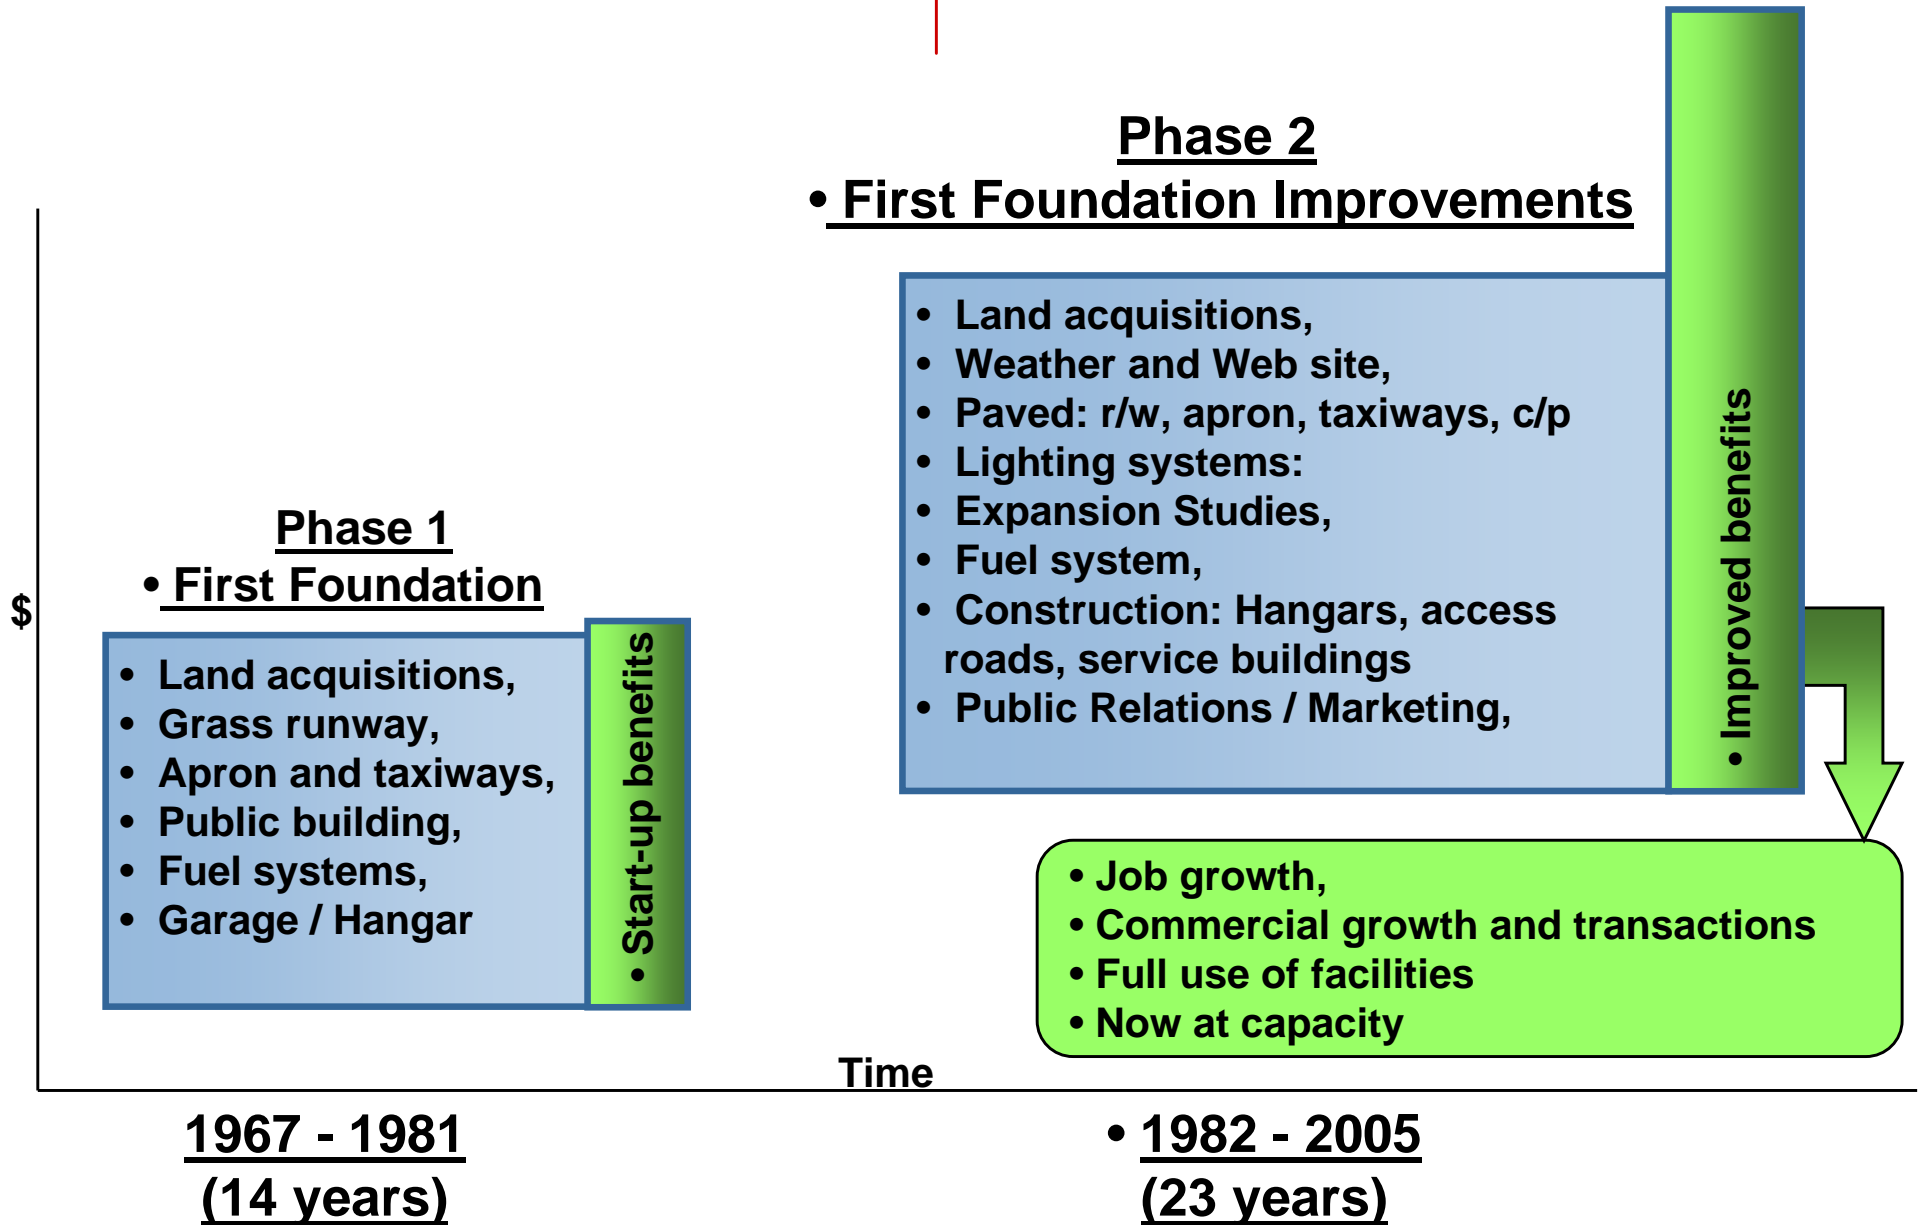 Phase 2
• First Foundation Improvements
• Land acquisitions,
• Weather and Web site,
• Paved: r/w, apron, taxiways, c/p
• Lighting systems:
• Expansion Studies,
• Fuel system,
• Construction: Hangars, access
roads, service buildings
• Public Relations / Marketing,
• Improved benefits
Phase 1
• First Foundation
$
• Land acquisitions,
• Grass runway,
• Apron and taxiways,
• Public building,
• Fuel systems,
• Garage / Hangar
• Start-up benefits
• Job growth,
• Commercial growth and transactions
• Full use of facilities
• Now at capacity
Time
1967 - 1981
(14 years)
• 1982 - 2005
(23 years)